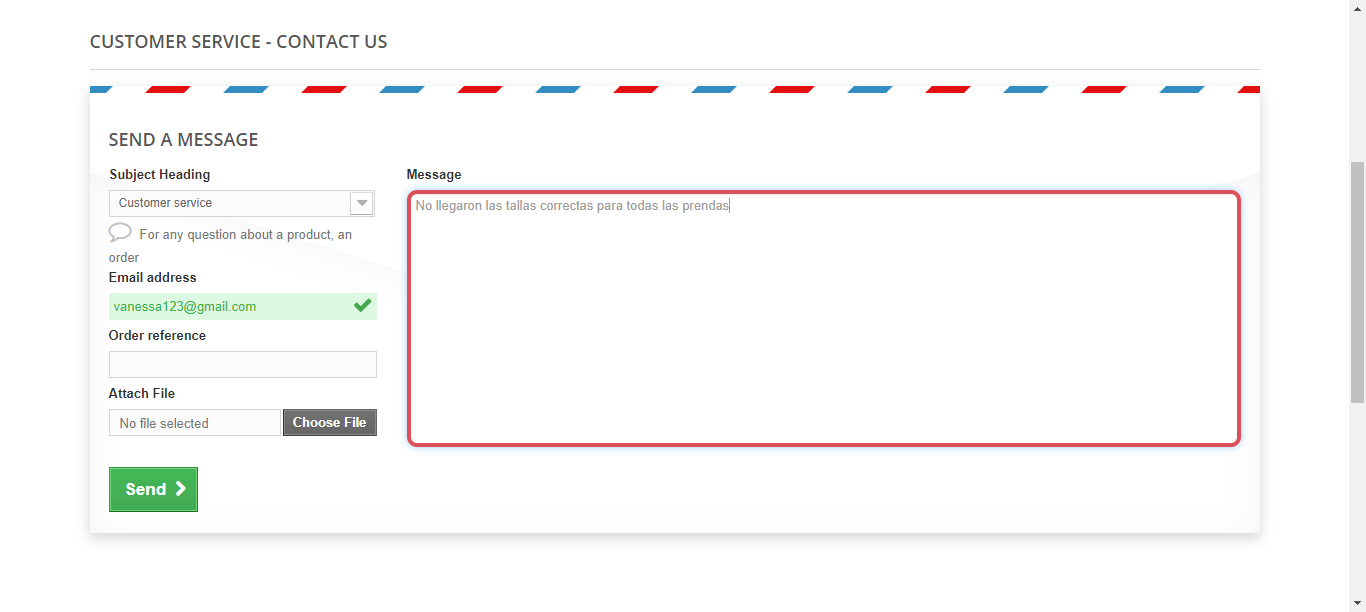 CUSTOMER SERVICE - CONTACT US
SEND A MESSAGE
Subject Heading
Customer service
For any question about a product, an
order
Email address
vanessa123@gmail.com
Order reference
Attach File
No file selected
Choose File
Send
Message
No llegaron las tallas correctas para todas las prendas